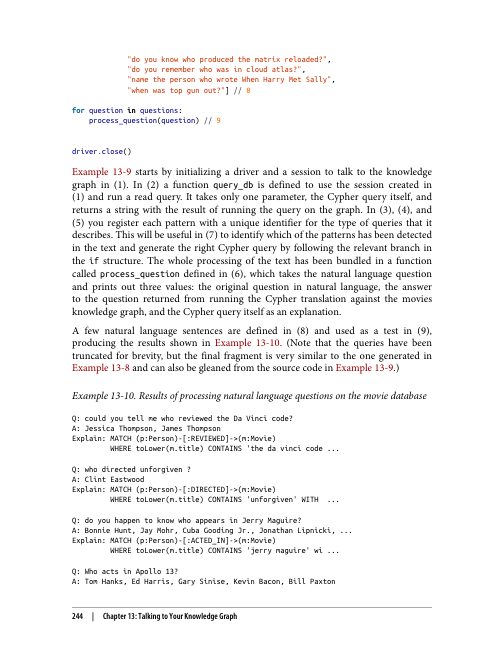 "do you know who produced the matrix reloaded?",
"do you remember who was in cloud atlas?",
"name the person who wrote When Harry Met Sally",
"when was top gun out?"] // 8
for question in questions:
process_question(question) // 9
driver.close()
Example 13-9 starts by initializing a driver and a session to talk to the knowledge
graph in (1). In (2) a function query_db is defined to use the session created in
(1) and run a read query. It takes only one parameter, the Cypher query itself, and
returns a string with the result of running the query on the graph. In (3), (4), and
(5) you register each pattern with a unique identifier for the type of queries that it
describes. This will be useful in (7) to identify which of the patterns has been detected
in the text and generate the right Cypher query by following the relevant branch in
the if structure. The whole processing of the text has been bundled in a function
called process_question defined in (6), which takes the natural language question
and prints out three values: the original question in natural language, the answer
to the question returned from running the Cypher translation against the movies
knowledge graph, and the Cypher query itself as an explanation.
A few natural language sentences are defined in (8) and used as a test in (9),
producing the results shown in Example 13-10. (Note that the queries have been
truncated for brevity, but the final fragment is very similar to the one generated in
Example 13-8 and can also be gleaned from the source code in Example 13-9.)
Example 13-10. Results of processing natural language questions on the movie database
Q: could you tell me who reviewed the Da Vinci code?
A: Jessica Thompson, James Thompson
Explain: MATCH (p:Person)-[:REVIEWED]->(m:Movie)
WHERE toLower(m.title) CONTAINS 'the da vinci code ...
Q: who directed unforgiven ?
A: Clint Eastwood
Explain: MATCH (p:Person)-[:DIRECTED]->(m:Movie)
WHERE toLower(m.title) CONTAINS 'unforgiven' WITH ...
Q: do you happen to know who appears in Jerry Maguire?
A: Bonnie Hunt, Jay Mohr, Cuba Gooding Jr., Jonathan Lipnicki, ...
Explain: MATCH (p:Person)-[:ACTED_IN]->(m:Movie)
WHERE toLower(m.title) CONTAINS 'jerry maguire' wi ...
Q: Who acts in Apollo 13?
A: Tom Hanks, Ed Harris, Gary Sinise, Kevin Bacon, Bill Paxton
244 | Chapter 13: Talking to Your Knowledge Graph